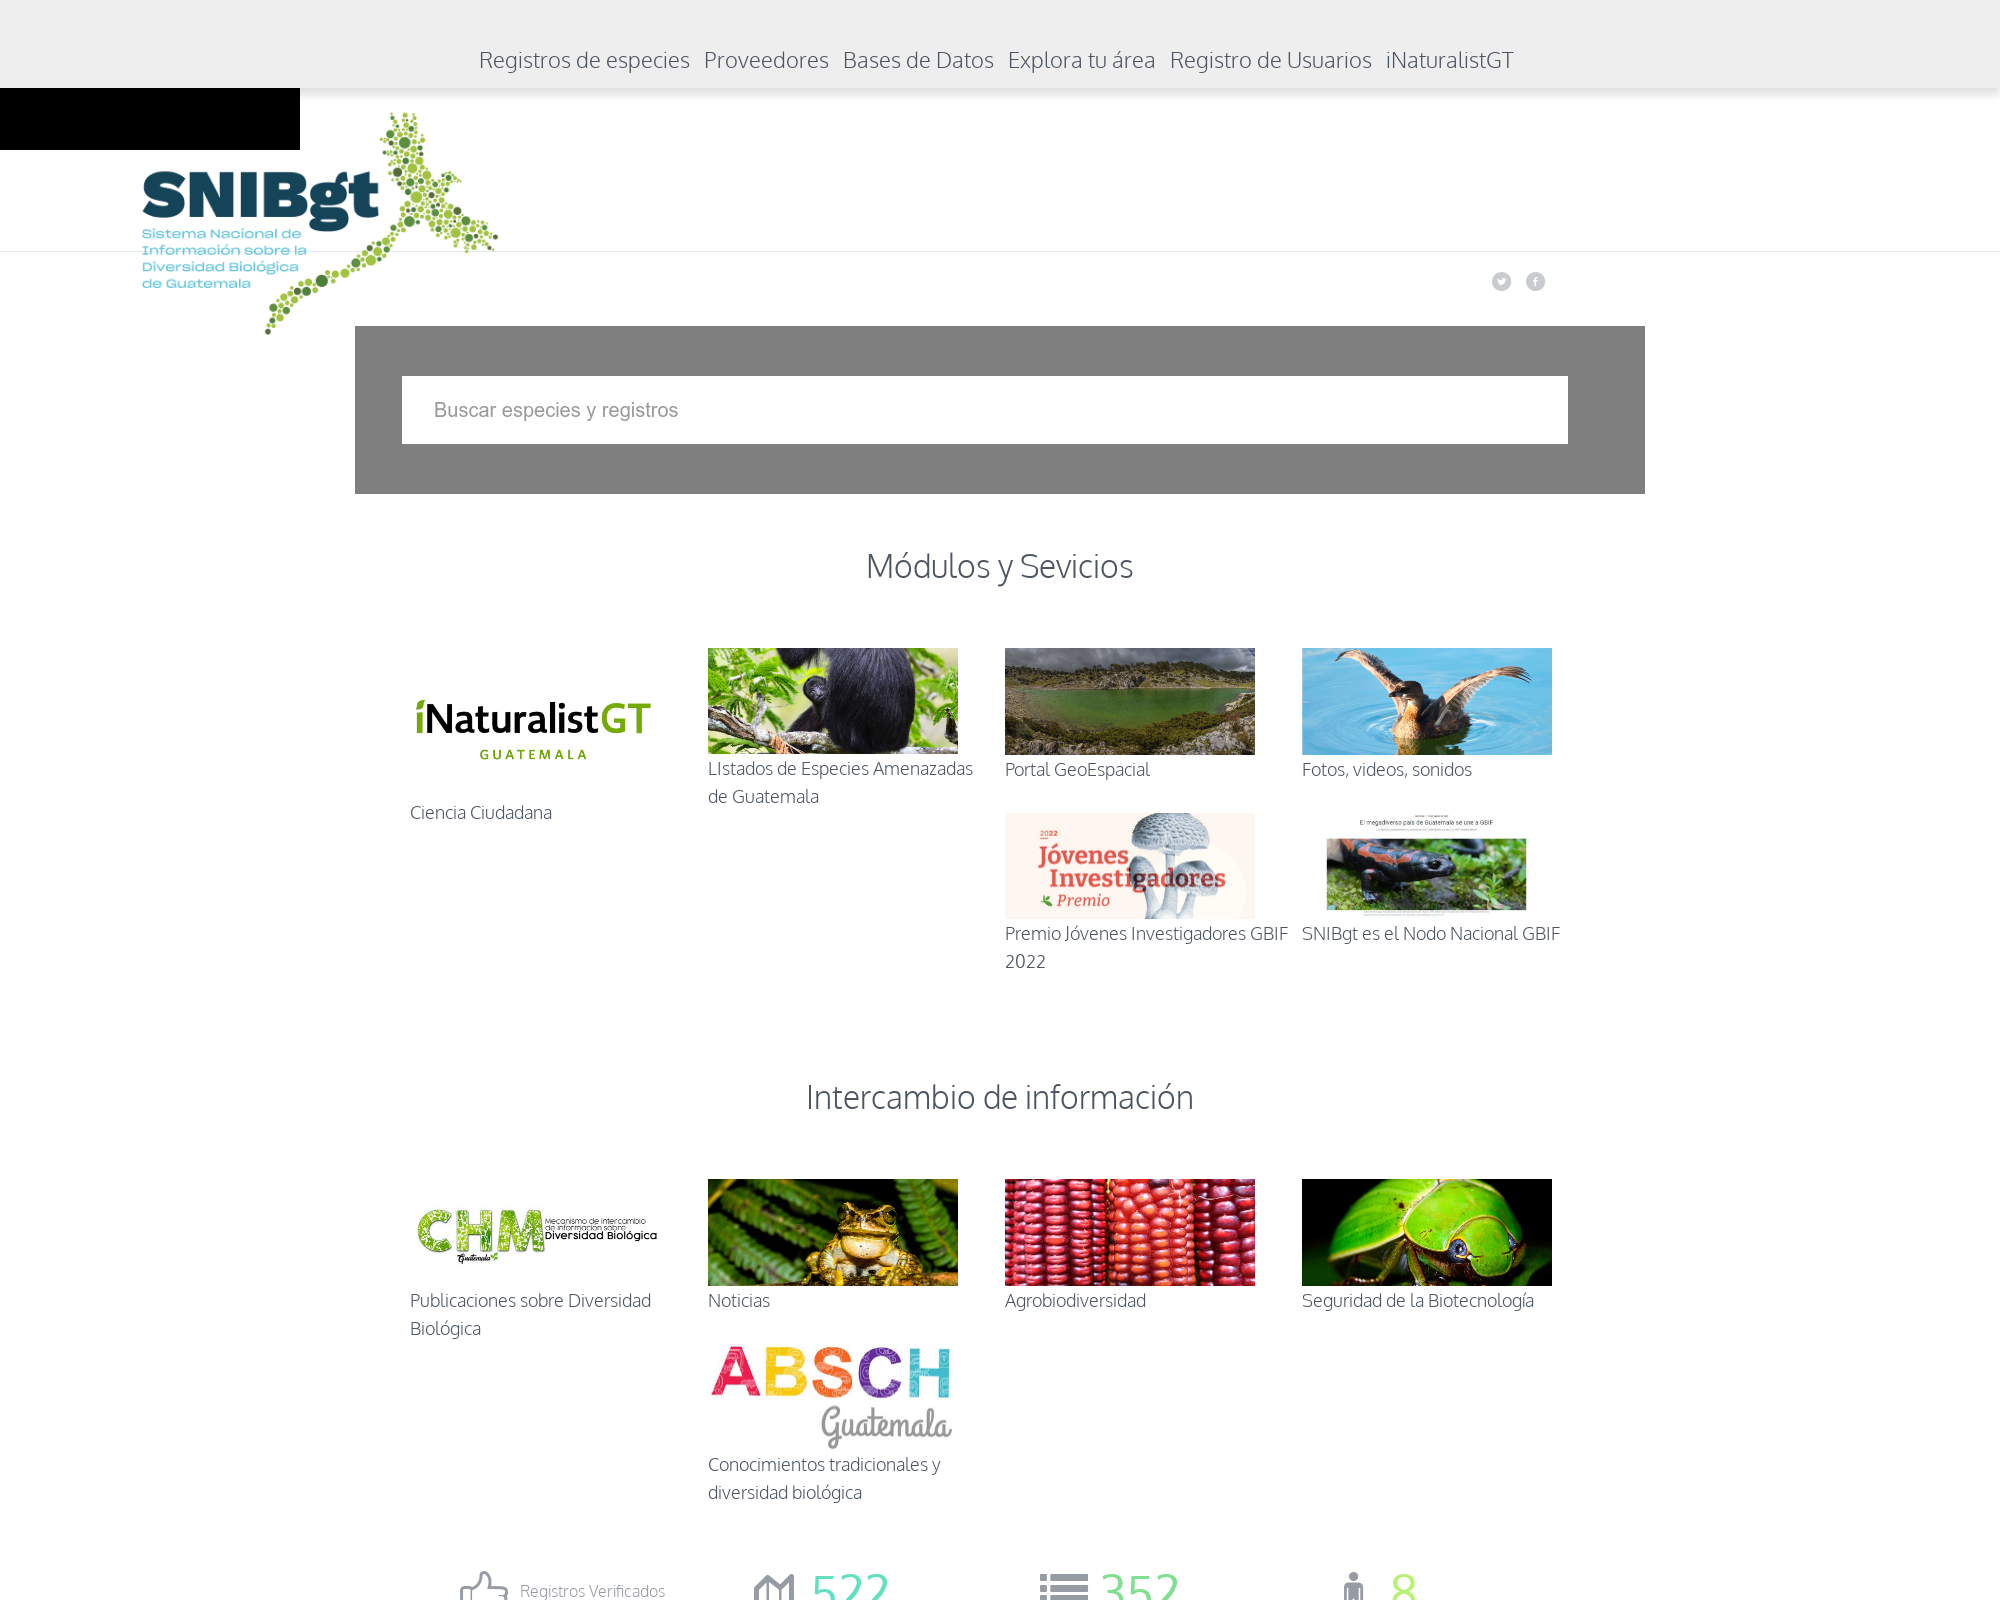 Registros de especies Proveedores Bases de Datos Explora tu área Registro de Usuarios iNaturalistGT
SNIBgt
Sistema Nacional de
Información sobre la
Diversidad Biológica
de Guatemala
Buscar especies y registros
Módulos y Sevicios
iNaturalistGT
GUATEMALA
Ciencia Ciudadana
LIstados de Especies Amenazadas
de Guatemala
Portal GeoEspacial
Fotos, videos, sonidos
2022
Jóvenes
Investigadores
Premio
Premio Jóvenes Investigadores GBIF
2022
El megadiverso país de Guatemala se une a GBIF
SNIBgt es el Nodo Nacional GBIF
Intercambio de información
CHM
Mecanismo de intercambio
de información sobre
Diversidad Biológica
Guatemala
Publicaciones sobre Diversidad
Biológica
Noticias
Agrobiodiversidad
Seguridad de la Biotecnología
ABSCH
Guatemala
Conocimientos tradicionales y
diversidad biológica
Registros Verificados
522
352
8